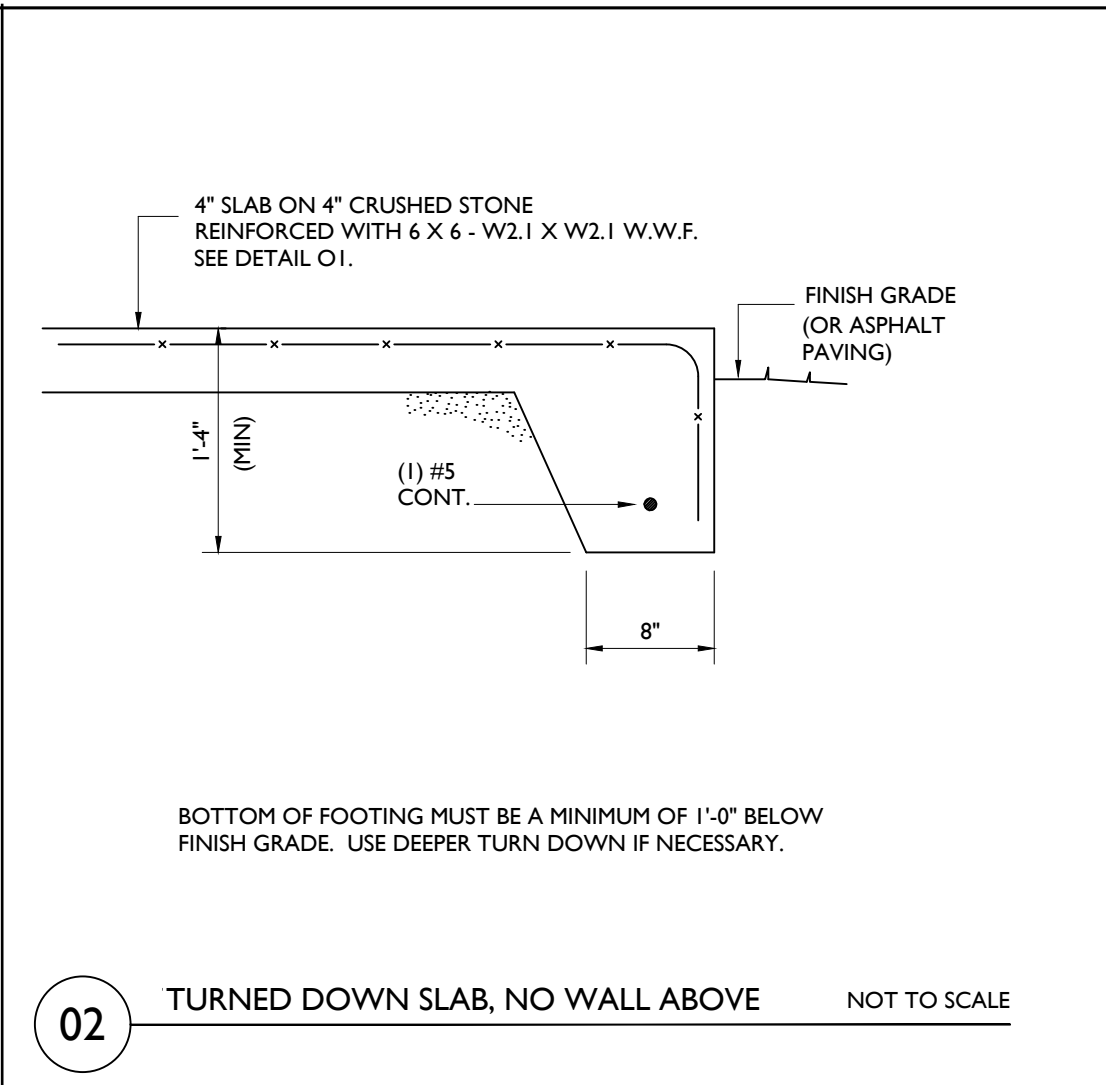 4" SLAB ON 4" CRUSHED STONE
REINFORCED WITH 6 X 6 - W2.1 X W2.1 W.W.F.
SEE DETAIL O1.
FINISH GRADE
(OR ASPHALT
PAVING)
1'-4"
(MIN)
(1) #5
CONT.
8"
BOTTOM OF FOOTING MUST BE A MINIMUM OF 1'-0" BELOW
FINISH GRADE. USE DEEPER TURN DOWN IF NECESSARY.
02
TURNED DOWN SLAB, NO WALL ABOVE
NOT TO SCALE